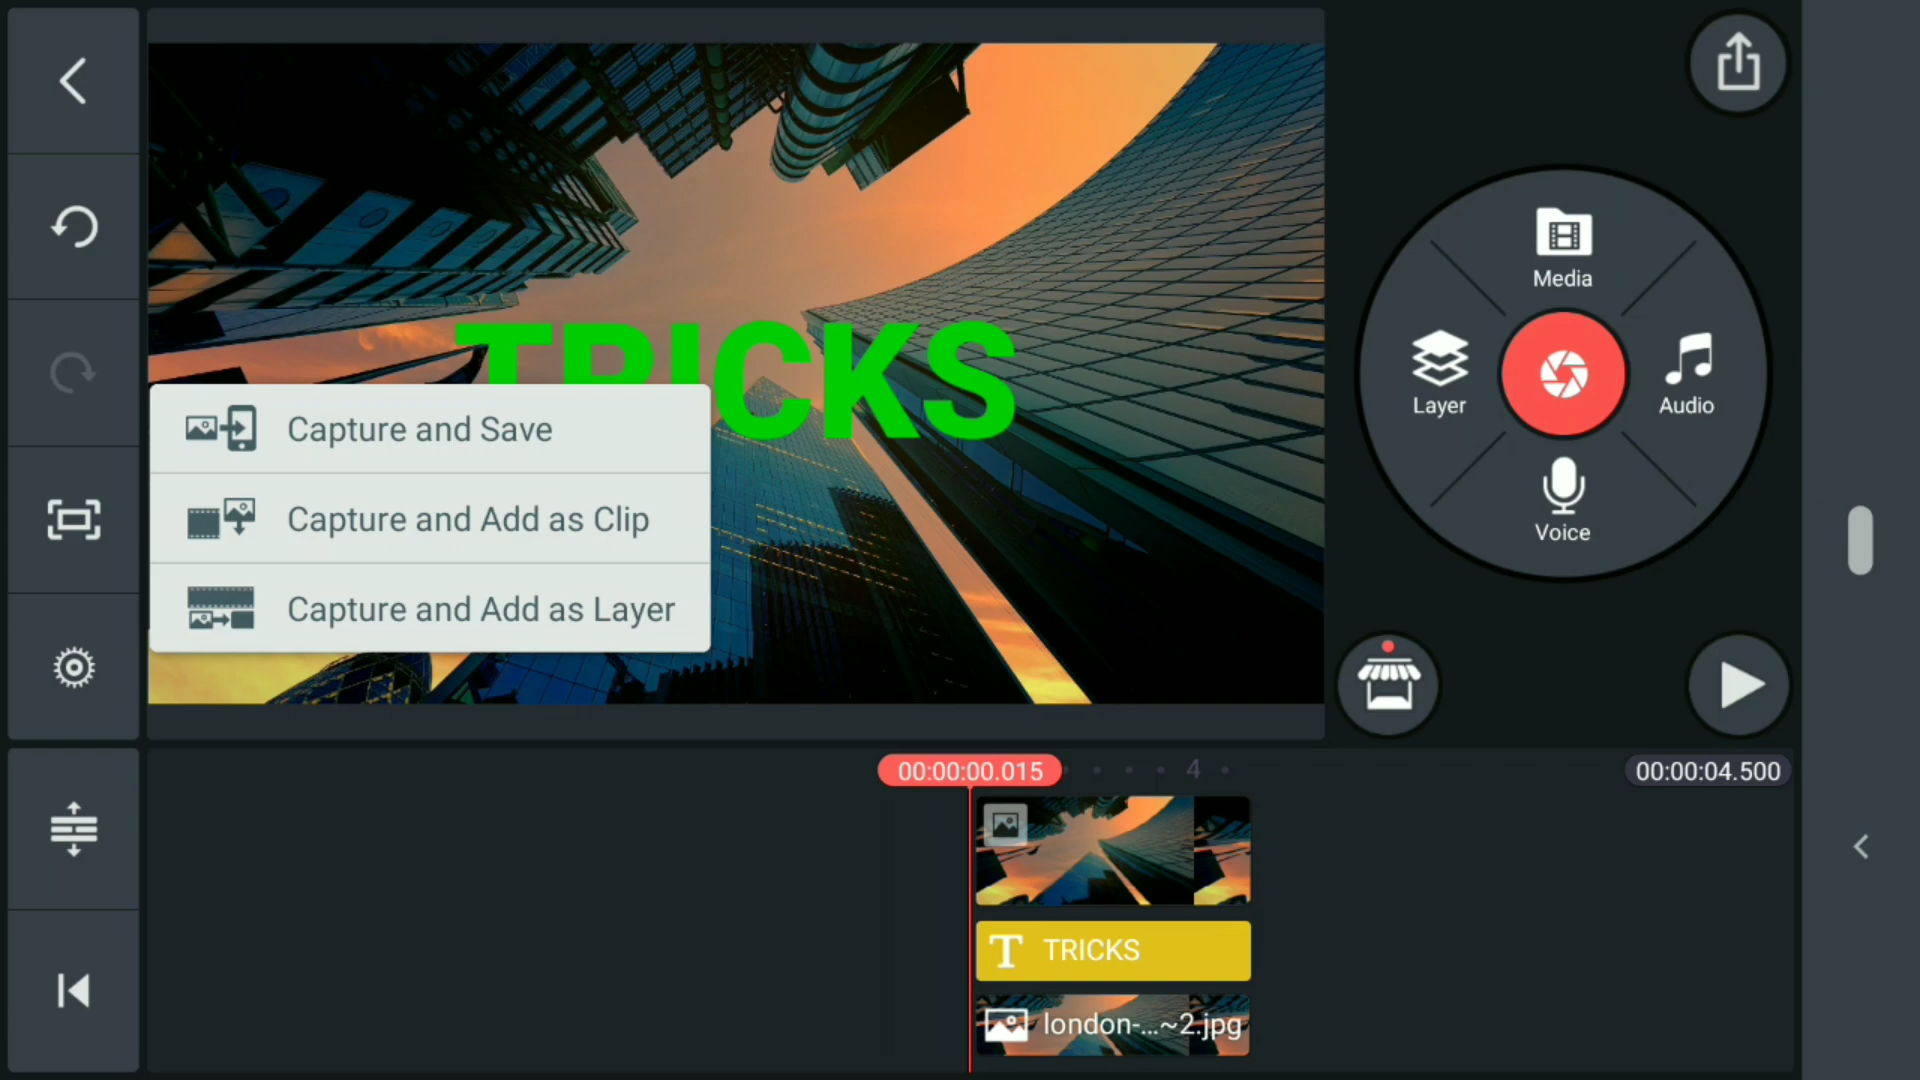 Media
Layer
Audio
Voice
TRICKS
Capture and Save
Capture and Add as Clip
Capture and Add as Layer
00:00:00.015
4
00:00:04.500
T TRICKS
london-...~2.jpg